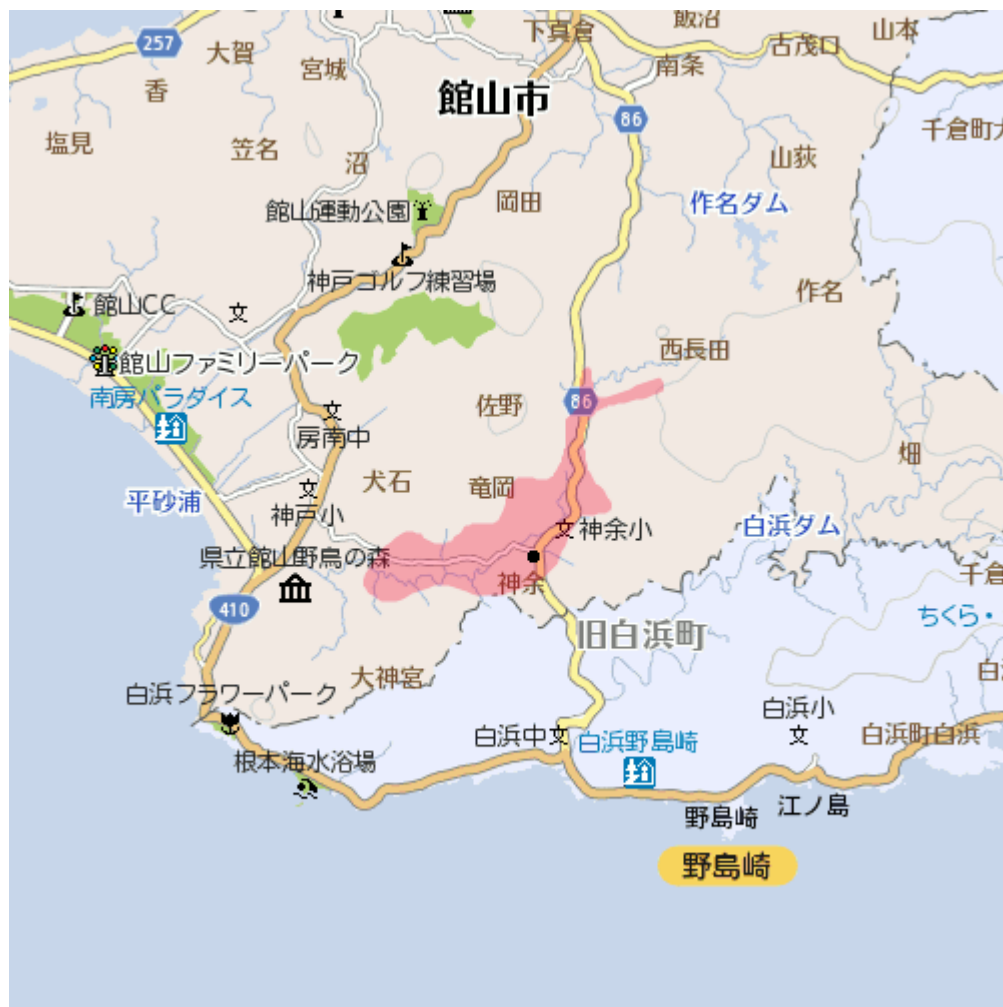 下真倉
飯沼
山本
257
大賀
古茂口
宮城
南条
香
館山市
86
千倉町
塩見
笠名
沼
山荻
館山運動公園
岡田
作名ダム
神戸ゴルフ練習場
作名
館山CC
西長田
館山ファミリーパーク
南房パラダイス
佐野
86
房南中
畑
犬石
竜岡
平砂浦
神戸小
白浜ダム
神余小
県立館山野鳥の森
神余
千倉
410
ちくら・
旧白浜町
大神宮
白浜フラワーパーク
白浜小
白浜中
白浜野島崎
白浜町白浜
根本海水浴場
野島崎
江ノ島
野島崎